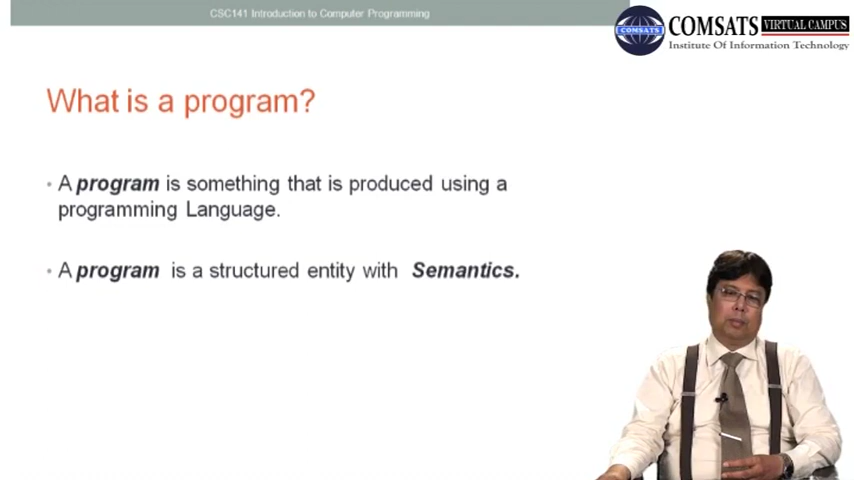 CSC141 Introduction to Computer Programming
COMSATS
COMSATS VIRTUAL CAMPUS
Institute Of Information Technology
What is a program?
• A program is something that is produced using a
programming Language.
• A program is a structured entity with Semantics.